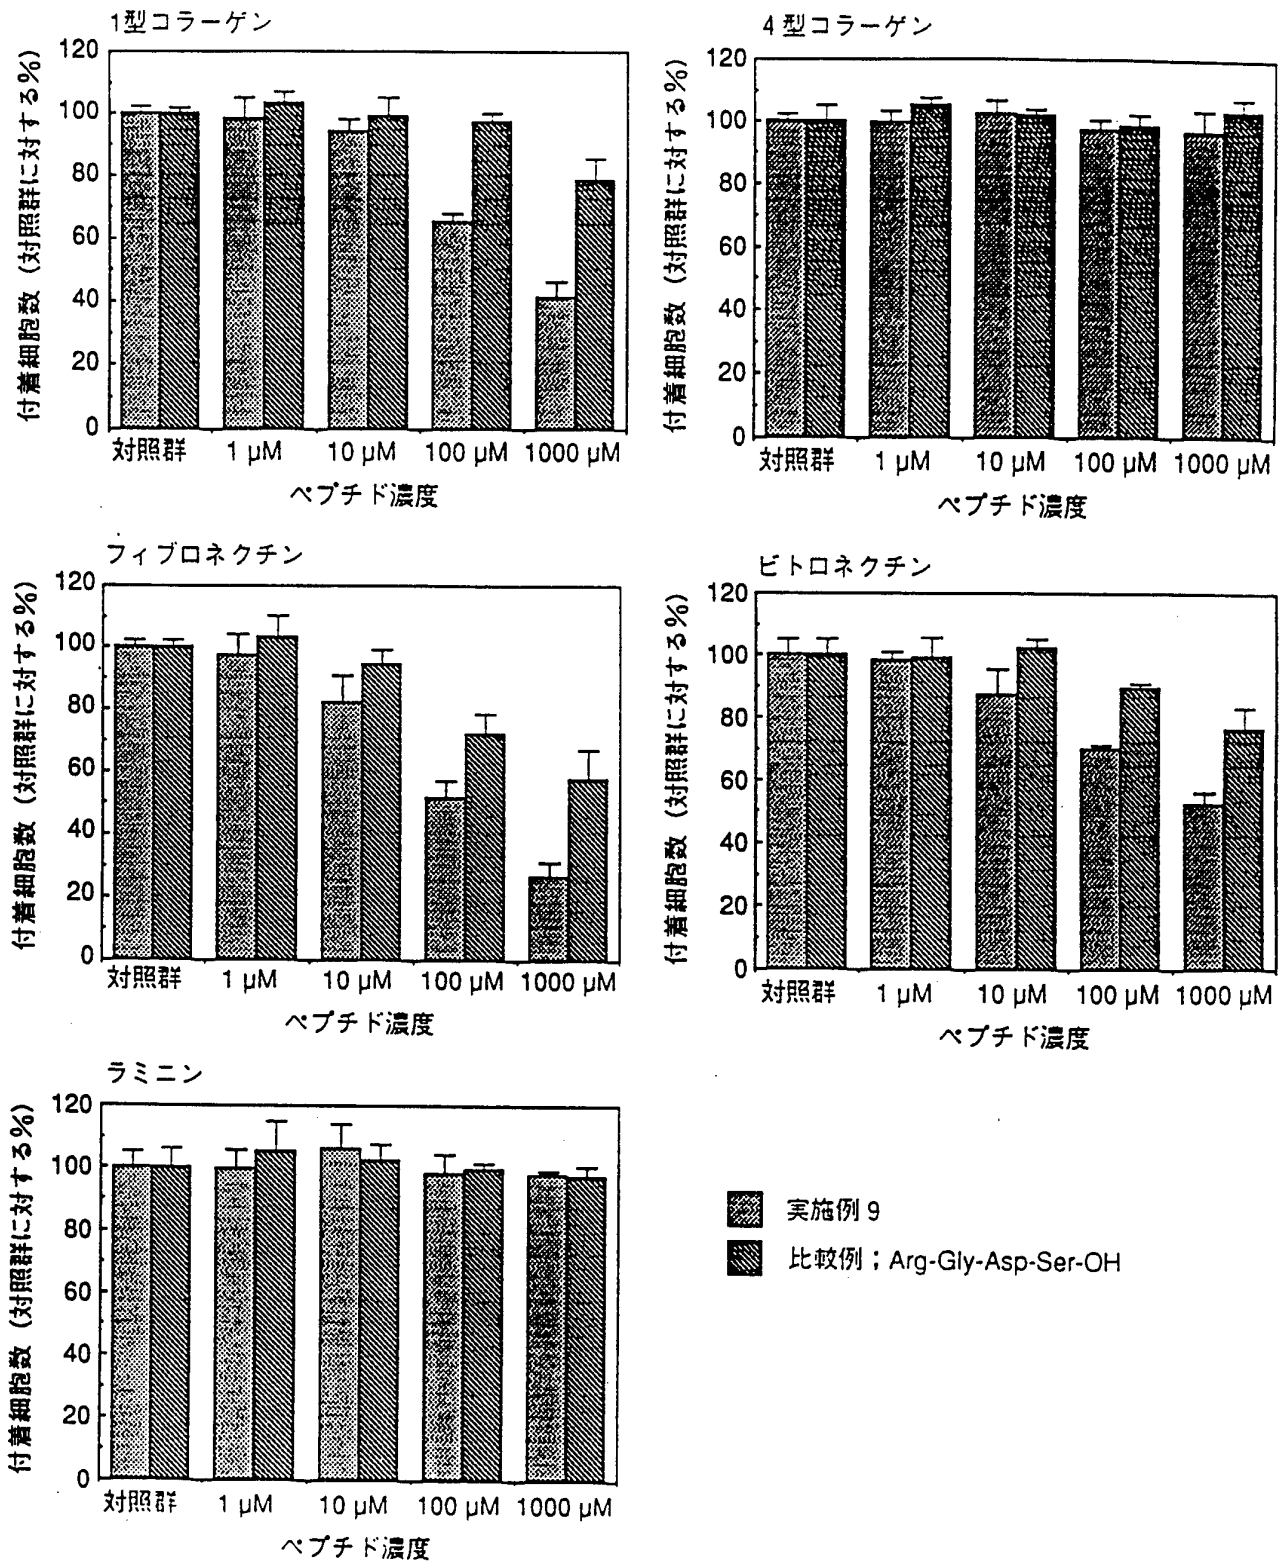 1型コラーゲン
付着細胞数（対照群に対する%）
120
100
80
60
40
20
0
対照群 1 µM 10 µM 100 µM 1000 µM
ペプチド濃度
4型コラーゲン
付着細胞数（対照群に対する%）
120
100
80
60
40
20
0
対照群 1 µM 10 µM 100 µM 1000 µM
ペプチド濃度
フィブロネクチン
付着細胞数（対照群に対する%）
120
100
80
60
40
20
0
対照群 1 µM 10 µM 100 µM 1000 µM
ペプチド濃度
ビトロネクチン
付着細胞数（対照群に対する%）
120
100
80
60
40
20
0
対照群 1 µM 10 µM 100 µM 1000 µM
ペプチド濃度
ラミニン
付着細胞数（対照群に対する%）
120
100
80
60
40
20
0
対照群 1 µM 10 µM 100 µM 1000 µM
ペプチド濃度
実施例 9
比較例；Arg-Gly-Asp-Ser-OH